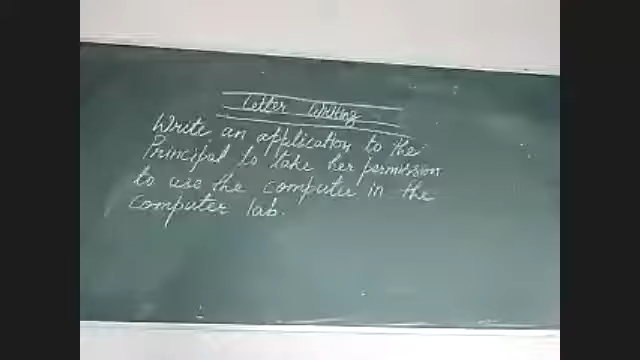 Letter Writing
Write an application to the
Principal to take her permission
to use the computer in the
computer lab.